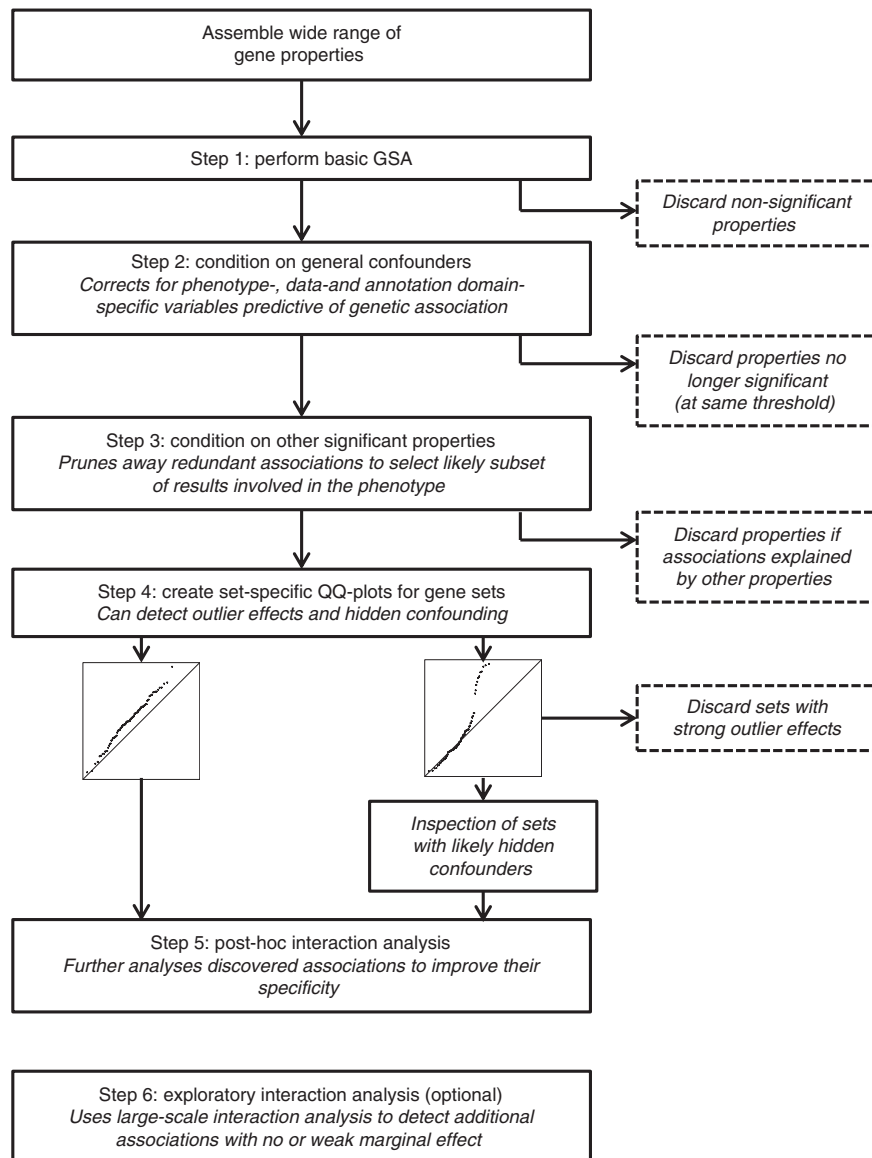 Assemble wide range of
gene properties
Step 1: perform basic GSA
Discard non-significant
properties
Step 2: condition on general confounders
Corrects for phenotype-, data-and annotation domain-
specific variables predictive of genetic association
Discard properties no
longer significant
(at same threshold)
Step 3: condition on other significant properties
Prunes away redundant associations to select likely subset
of results involved in the phenotype
Discard properties if
associations explained
by other properties
Step 4: create set-specific QQ-plots for gene sets
Can detect outlier effects and hidden confounding
Discard sets with
strong outlier effects
Inspection of sets
with likely hidden
confounders
Step 5: post-hoc interaction analysis
Further analyses discovered associations to improve their
specificity
Step 6: exploratory interaction analysis (optional)
Uses large-scale interaction analysis to detect additional
associations with no or weak marginal effect